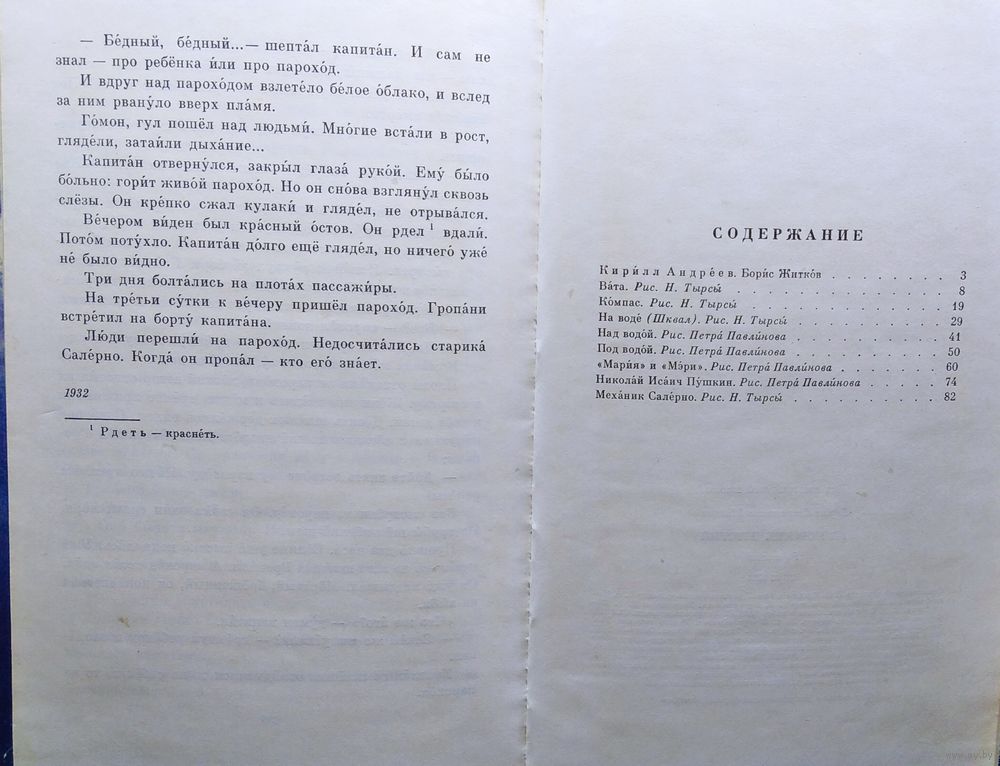 — Бе́дный, бе́дный...— шепта́л капита́н. И сам не
знал — про ребёнка и́ли про парохо́д.
И вдруг над парохо́дом взлете́ло бе́лое о́блако, и вслед
за ним рвану́ло вверх пла́мя.
Го́мон, гул пошёл над людьми́. Мно́гие вста́ли в рост,
гляде́ли, затаи́ли дыха́ние...
Капита́н отверну́лся, закры́л глаза́ руко́й. Ему́ бы́ло
бо́льно: гори́т живо́й парохо́д. Но он сно́ва взгляну́л сквозь
слёзы. Он кре́пко сжал кулаки́ и гляде́л, не отрыва́лся.
Ве́чером ви́ден был кра́сный о́стов. Он рдел ¹ вдали́.
Пото́м поту́хло. Капита́н до́лго ещё гляде́л, но ничего́ уже́
не́ было ви́дно.
Три дня болта́лись на плота́х пассажи́ры.
На тре́тьи су́тки к ве́черу пришёл парохо́д. Гропа́ни
встре́тил на борту́ капита́на.
Лю́ди перешли́ на парохо́д. Недосчита́лись старика́
Сале́рно. Когда́ он пропа́л — кто его́ зна́ет.
1932
¹ Рдеть — красне́ть.
СОДЕРЖАНИЕ
Кири́лл Андре́ев. Бори́с Житко́в . . . . . . . . 3
Ва́та. Рис. Н. Тырсы́ . . . . . . . . . . . . . . 8
Ко́мпас. Рис. Н. Тырсы́ . . . . . . . . . . . . . 19
На воде́ (Шквал). Рис. Н. Тырсы́ . . . . . . . . . 29
Над водо́й. Рис. Петра́ Павли́нова . . . . . . . . . 41
Под водо́й. Рис. Петра́ Павли́нова . . . . . . . . . 50
«Мари́я» и «Мэ́ри». Рис. Петра́ Павли́нова . . . . . . 60
Никола́й Иса́ич Пу́шкин. Рис. Петра́ Павли́нова . . . . . 74
Меха́ник Сале́рно. Рис. Н. Тырсы́ . . . . . . . . . . 82